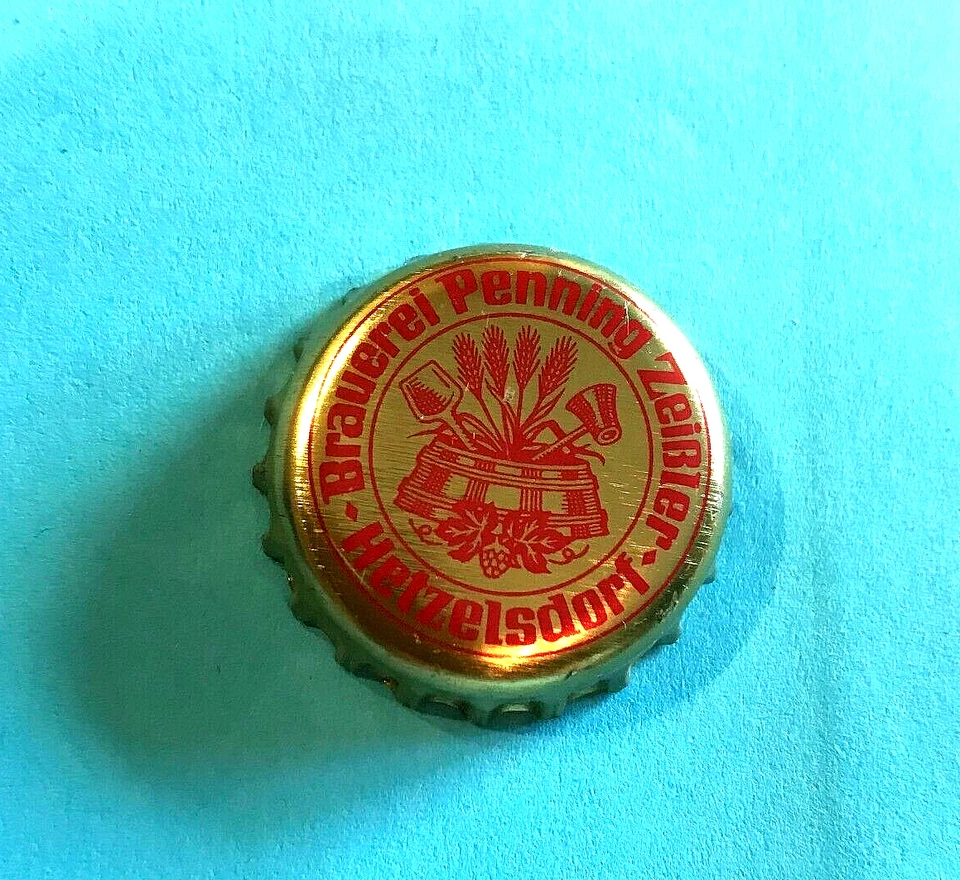 Brauerei Penning Zeißler
· Hetzelsdorf ·